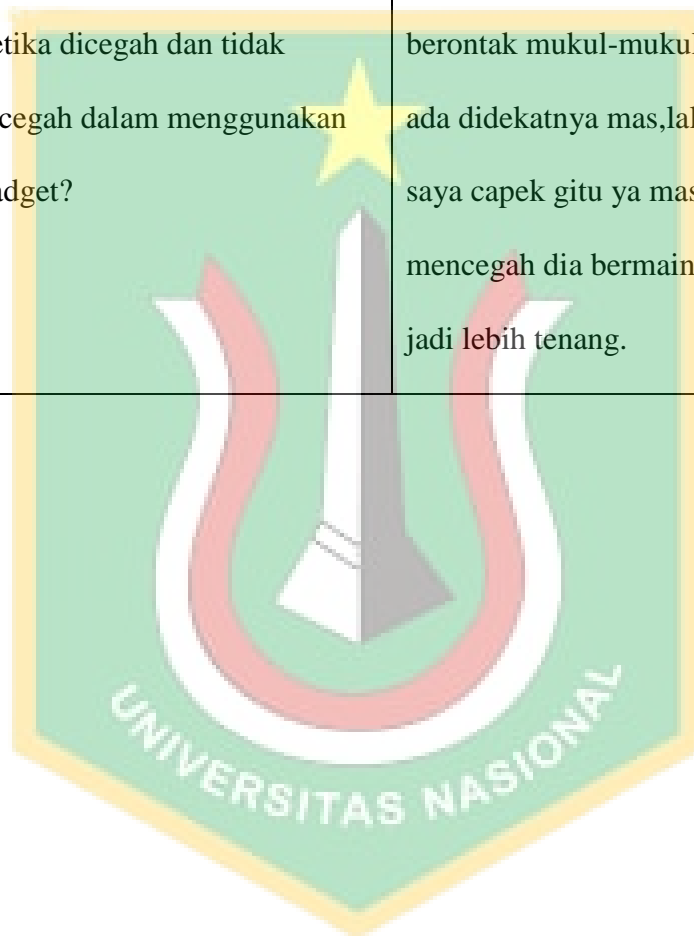 etika dicegah dan tidak
cegah dalam menggunakan
adget?
berontak mukul-mukul
ada didekatnya mas,lal
saya capek gitu ya mas
mencegah dia bermain
jadi lebih tenang.
UNIVERSITAS NASIONAL